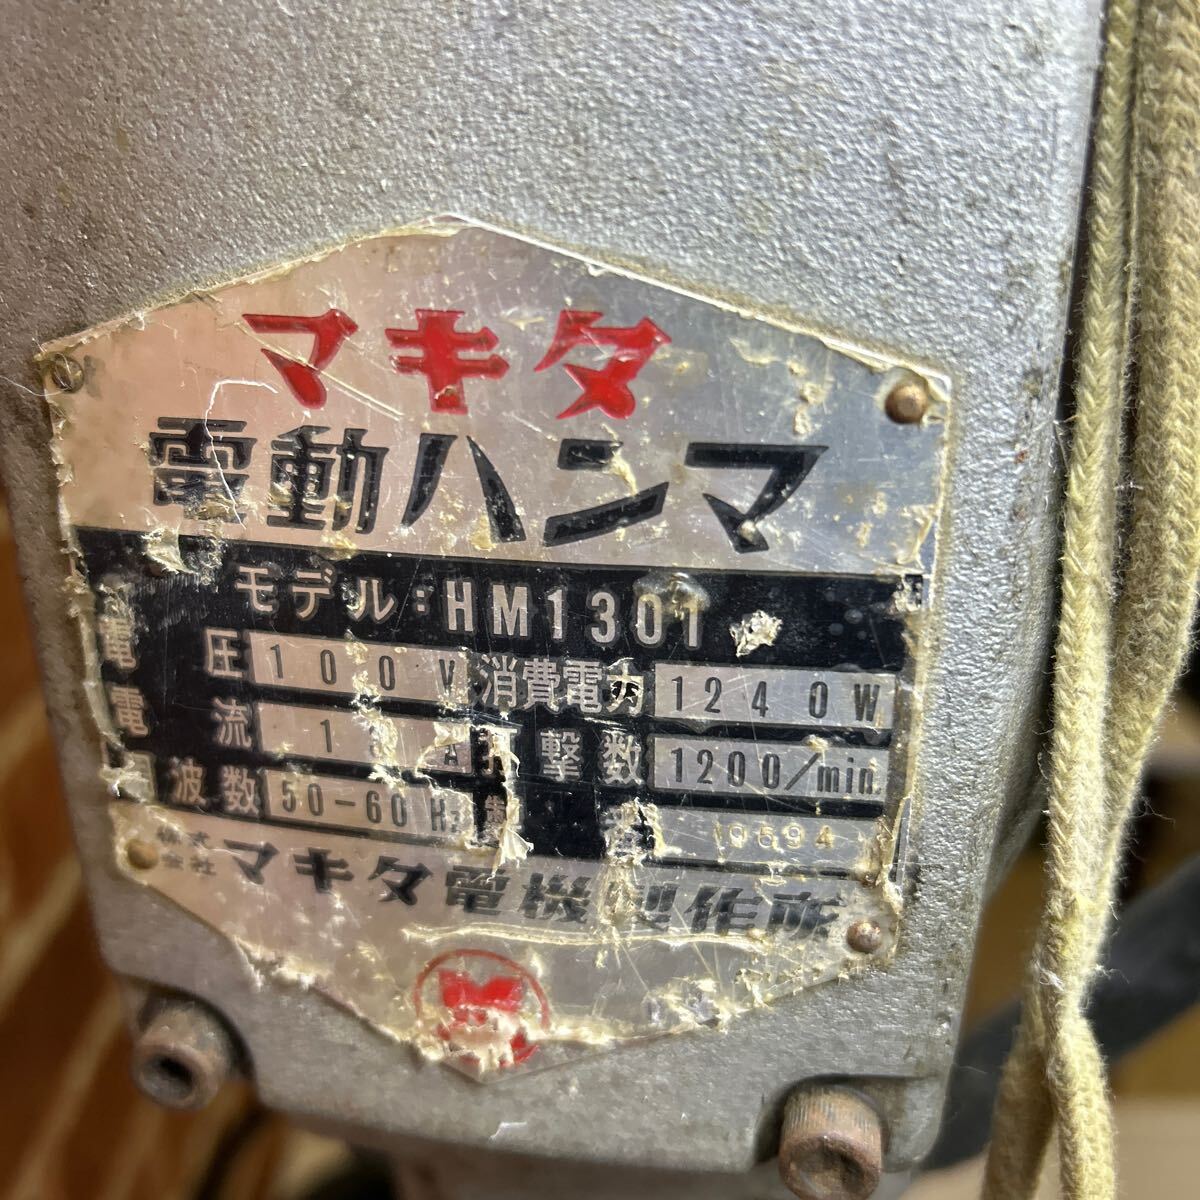 マキタ
電動ハンマ
モデル:HM1301
電圧 100V 消費電力 1240W
電流 A 打撃数 1200/min.
周波数 50-60Hz 製 0594
株式会社 マキタ電機製作所